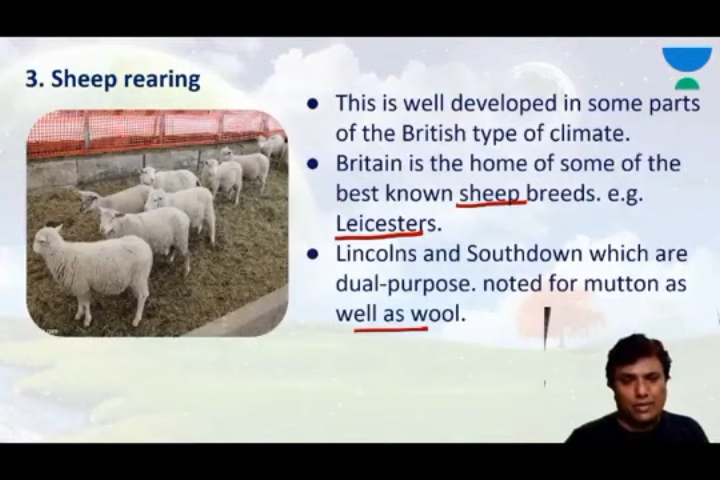 3. Sheep rearing
● This is well developed in some parts
of the British type of climate.
● Britain is the home of some of the
best known sheep breeds. e.g.
Leicesters.
● Lincolns and Southdown which are
dual-purpose. noted for mutton as
well as wool.